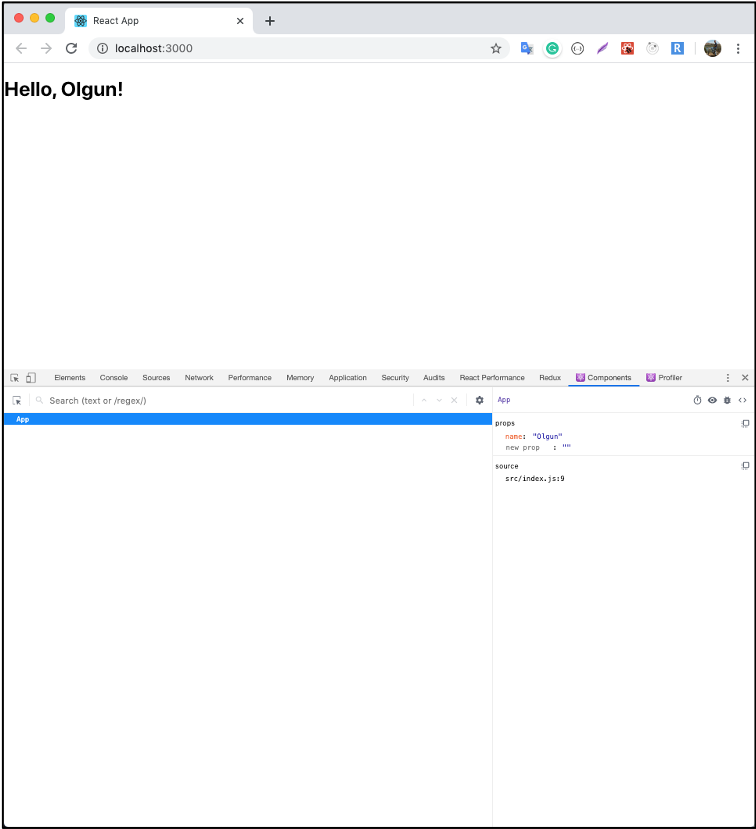 React App
localhost:3000
Hello, Olgun!
Elements Console Sources Network Performance Memory Application Security Audits React Performance Redux Components Profiler
Search (text or /regex/)
App
App
props
name: "Olgun"
new prop : ""
source
src/index.js:9